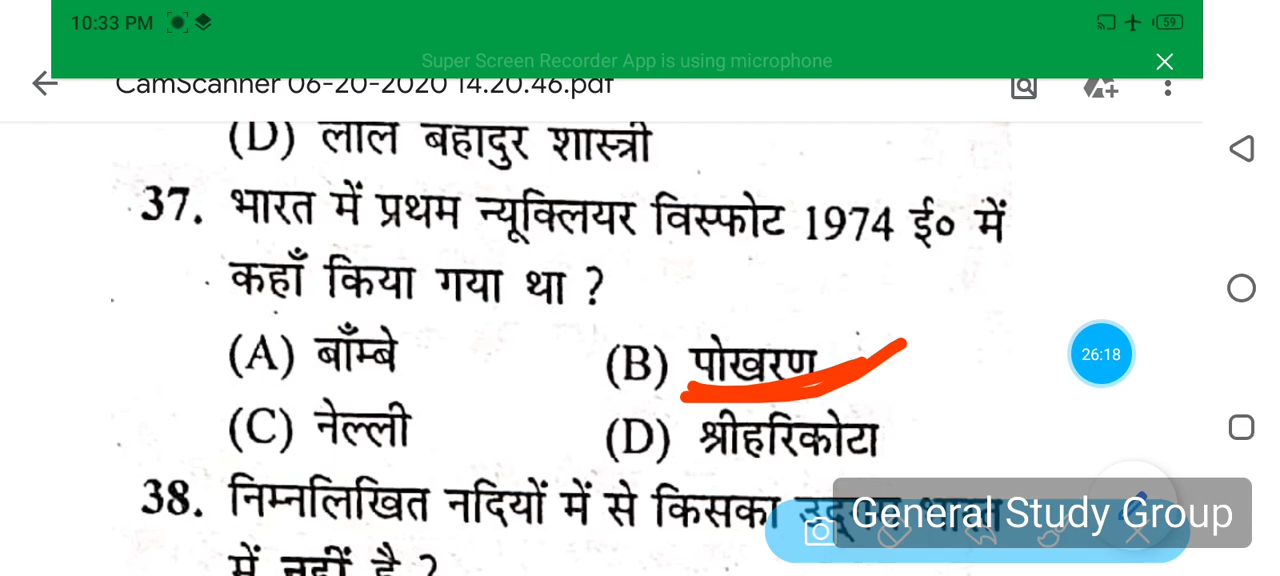 10:33 PM
59
Super Screen Recorder App is using microphone
CamScanner 06-20-2020 14.20.46.pdf
(D) लाल बहादुर शास्त्री
37. भारत में प्रथम न्यूक्लियर विस्फोट 1974 ई० में
कहाँ किया गया था ?
(A) बाँम्बे
(B) पोखरण
26:18
(C) नेल्ली
(D) श्रीहरिकोटा
38. निम्नलिखित नदियों में से किसका
General Study Group
में नहीं है ?